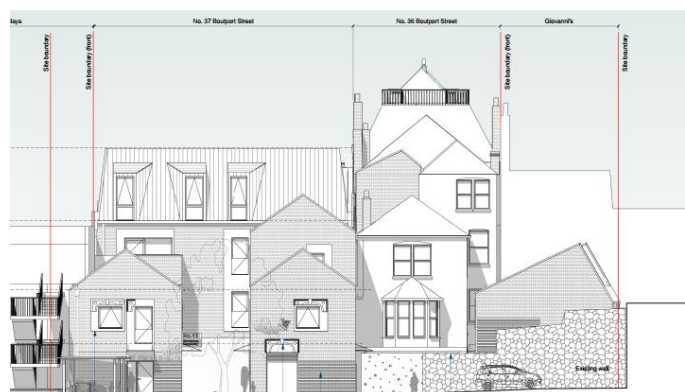 No. 37 Boutport Street
No. 36 Boutport Street
Giovanni's
Site boundary
Site boundary (front)
Site boundary (front)
Site boundary
Existing wall